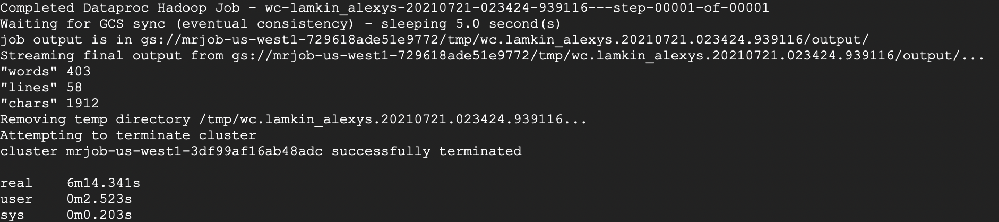 Completed Dataproc Hadoop Job - wc-lamkin_alexys-20210721-023424-939116---step-00001-of-00001
Waiting for GCS sync (eventual consistency) - sleeping 5.0 second(s)
job output is in gs://mrjob-us-west1-729618ade51e9772/tmp/wc.lamkin_alexys.20210721.023424.939116/output/
Streaming final output from gs://mrjob-us-west1-729618ade51e9772/tmp/wc.lamkin_alexys.20210721.023424.939116/output/...
"words" 403
"lines" 58
"chars" 1912
Removing temp directory /tmp/wc.lamkin_alexys.20210721.023424.939116...
Attempting to terminate cluster
cluster mrjob-us-west1-3df99af16ab48adc successfully terminated
real 6m14.341s
user 0m2.523s
sys 0m0.203s